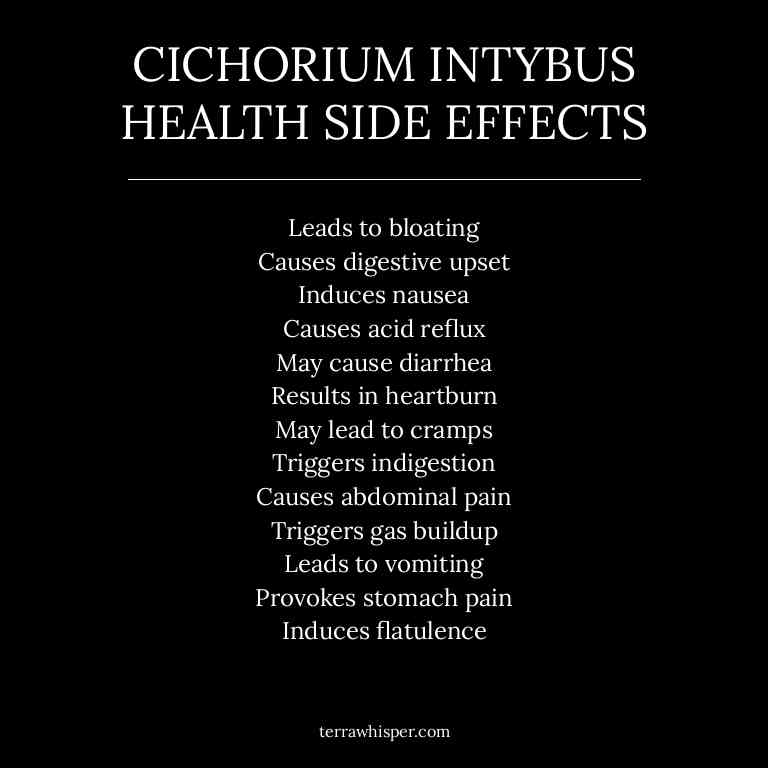 CICHORIUM INTYBUS
HEALTH SIDE EFFECTS
Leads to bloating
Causes digestive upset
Induces nausea
Causes acid reflux
May cause diarrhea
Results in heartburn
May lead to cramps
Triggers indigestion
Causes abdominal pain
Triggers gas buildup
Leads to vomiting
Provokes stomach pain
Induces flatulence
terrawhisper.com